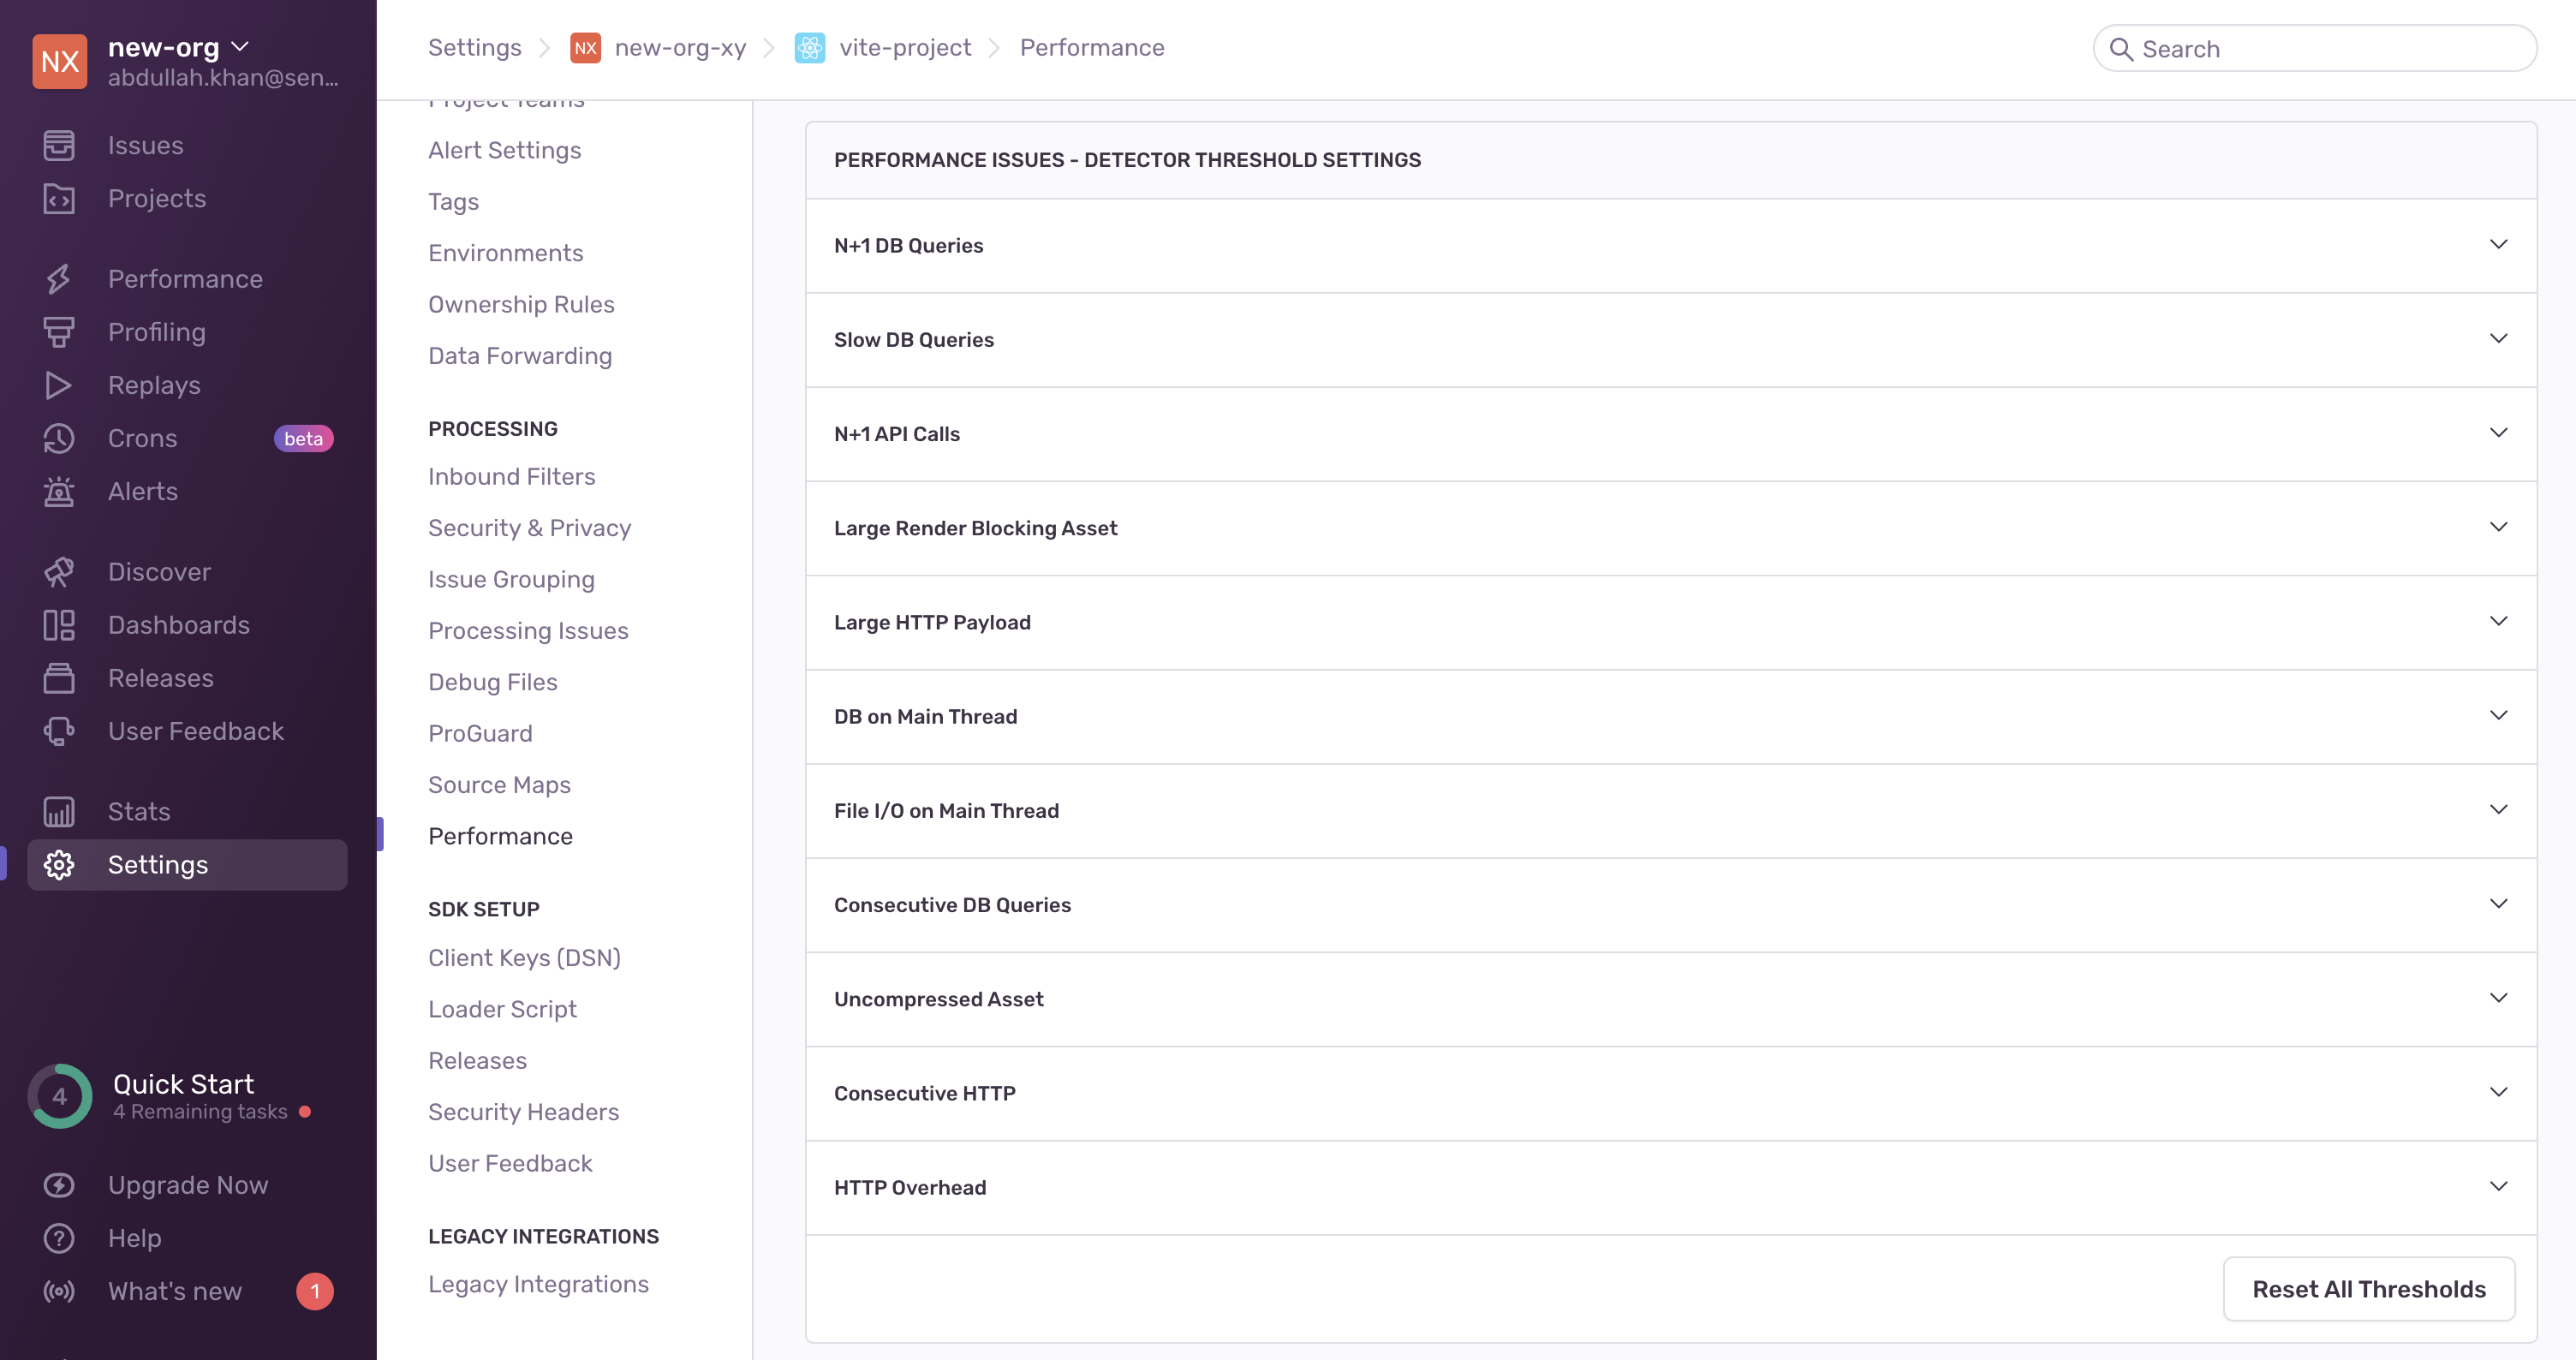 NX
new-org
abdullah.khan@sen...
Issues
Projects
Performance
Profiling
Replays
Crons
beta
Alerts
Discover
Dashboards
Releases
User Feedback
Stats
Settings
4
Quick Start
4 Remaining tasks
Upgrade Now
Help
What's new
1
Settings
NX
new-org-xy
vite-project
Performance
Search
Project Teams
Alert Settings
Tags
Environments
Ownership Rules
Data Forwarding
PROCESSING
Inbound Filters
Security & Privacy
Issue Grouping
Processing Issues
Debug Files
ProGuard
Source Maps
Performance
SDK SETUP
Client Keys (DSN)
Loader Script
Releases
Security Headers
User Feedback
LEGACY INTEGRATIONS
Legacy Integrations
PERFORMANCE ISSUES - DETECTOR THRESHOLD SETTINGS
N+1 DB Queries
Slow DB Queries
N+1 API Calls
Large Render Blocking Asset
Large HTTP Payload
DB on Main Thread
File I/O on Main Thread
Consecutive DB Queries
Uncompressed Asset
Consecutive HTTP
HTTP Overhead
Reset All Thresholds